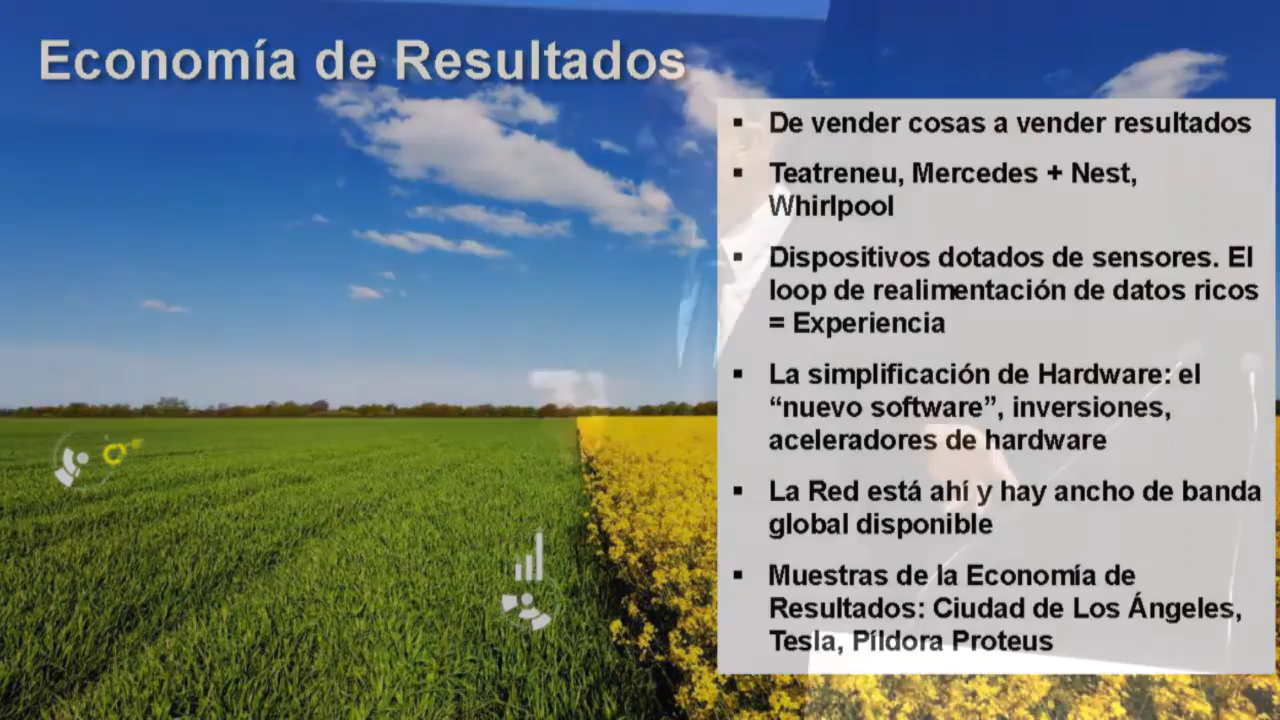 Economía de Resultados
▪ De vender cosas a vender resultados
▪ Teatreneu, Mercedes + Nest,
Whirlpool
▪ Dispositivos dotados de sensores. El
loop de realimentación de datos ricos
= Experiencia
▪ La simplificación de Hardware: el
“nuevo software”, inversiones,
aceleradores de hardware
▪ La Red está ahí y hay ancho de banda
global disponible
▪ Muestras de la Economía de
Resultados: Ciudad de Los Ángeles,
Tesla, Píldora Proteus